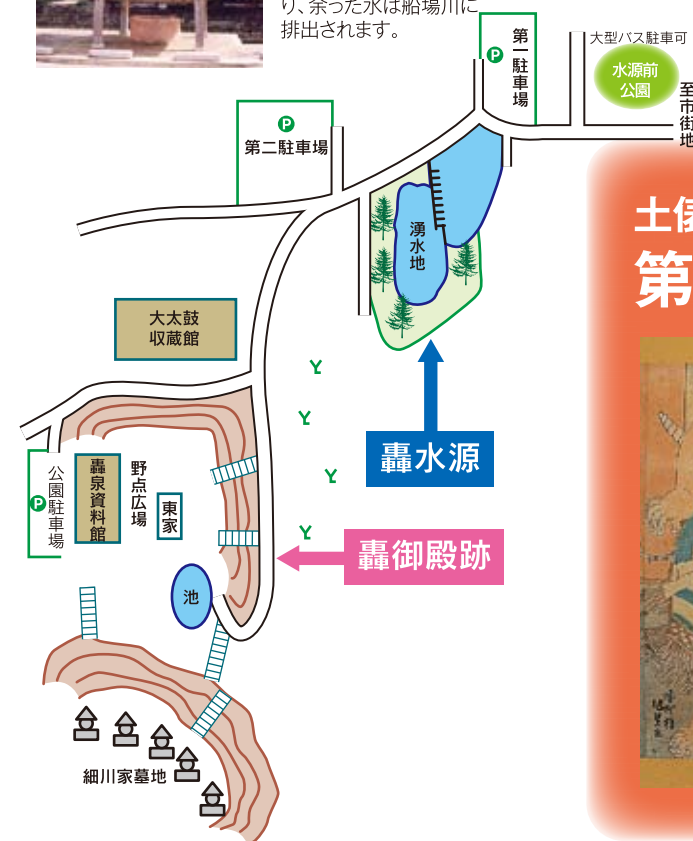 り、余った水は船場川に
排出されます。
P
第一駐車場
大型バス駐車可
水源前
公園
至市街地
P
第二駐車場
湧水地
土俵
第
大太鼓
収蔵館
轟水源
P
公園駐車場
轟泉資料館
野点広場
東家
轟御殿跡
池
細川家墓地